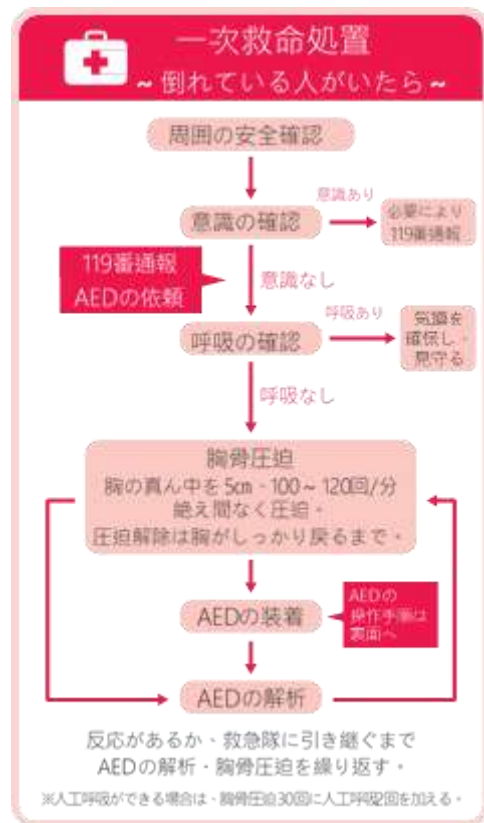 一次救命処置
~ 倒れている人がいたら ~
周囲の安全確認
意識あり
意識の確認
必要により
119番通報
119番通報
AEDの依頼
意識なし
呼吸あり
呼吸の確認
気道を
確保し・
見守る
呼吸なし
胸骨圧迫
胸の真ん中を5cm・100~120回/分
絶え間なく圧迫・
圧迫解除は胸がしっかり戻るまで・
AEDの装着
AEDの
操作手順は
裏面へ
AEDの解析
反応があるか、救急隊に引き継ぐまで
AEDの解析・胸骨圧迫を繰り返す・
※人工呼吸ができる場合は、胸骨圧迫30回に人工呼吸2回を加える・